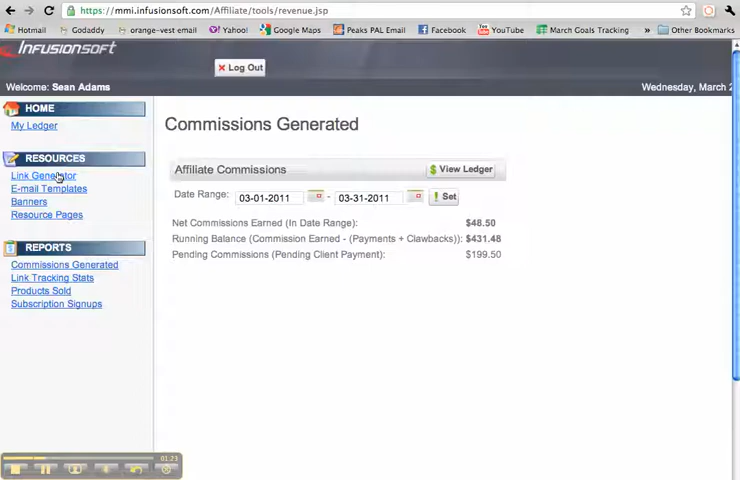 https://mmi.infusionsoft.com/Affiliate/tools/revenue.jsp
Hotmail Godaddy orange-vest email Yahoo! Google Maps Peaks PAL Email Facebook YouTube March Goals Tracking » Other Bookmarks
INFUSIONSOFT
Log Out
Welcome: Sean Adams Wednesday, March
HOME
My Ledger
Commissions Generated
RESOURCES
Link Generator
E-mail Templates
Banners
Resource Pages
Affiliate Commissions View Ledger
Date Range: 03-01-2011 - 03-31-2011 Set
Net Commissions Earned (In Date Range): $48.50
Running Balance (Commission Earned - (Payments + Clawbacks)): $431.48
Pending Commissions (Pending Client Payment): $199.50
REPORTS
Commissions Generated
Link Tracking Stats
Products Sold
Subscription Signups
01:23